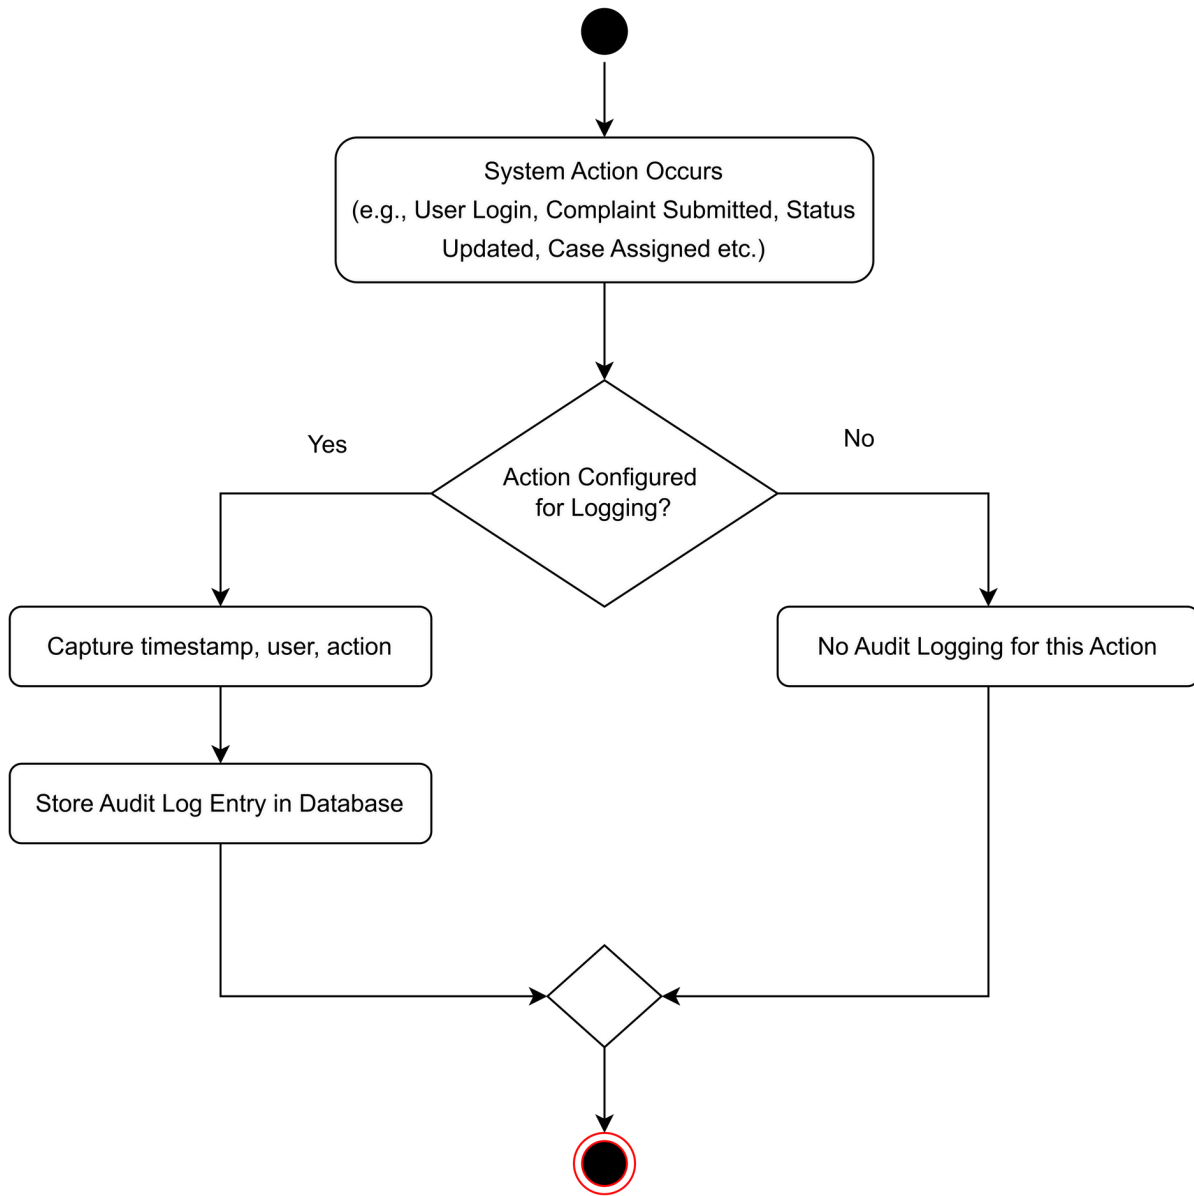 System Action Occurs
(e.g., User Login, Complaint Submitted, Status
Updated, Case Assigned etc.)
Yes
No
Action Configured
for Logging?
Capture timestamp, user, action
No Audit Logging for this Action
Store Audit Log Entry in Database